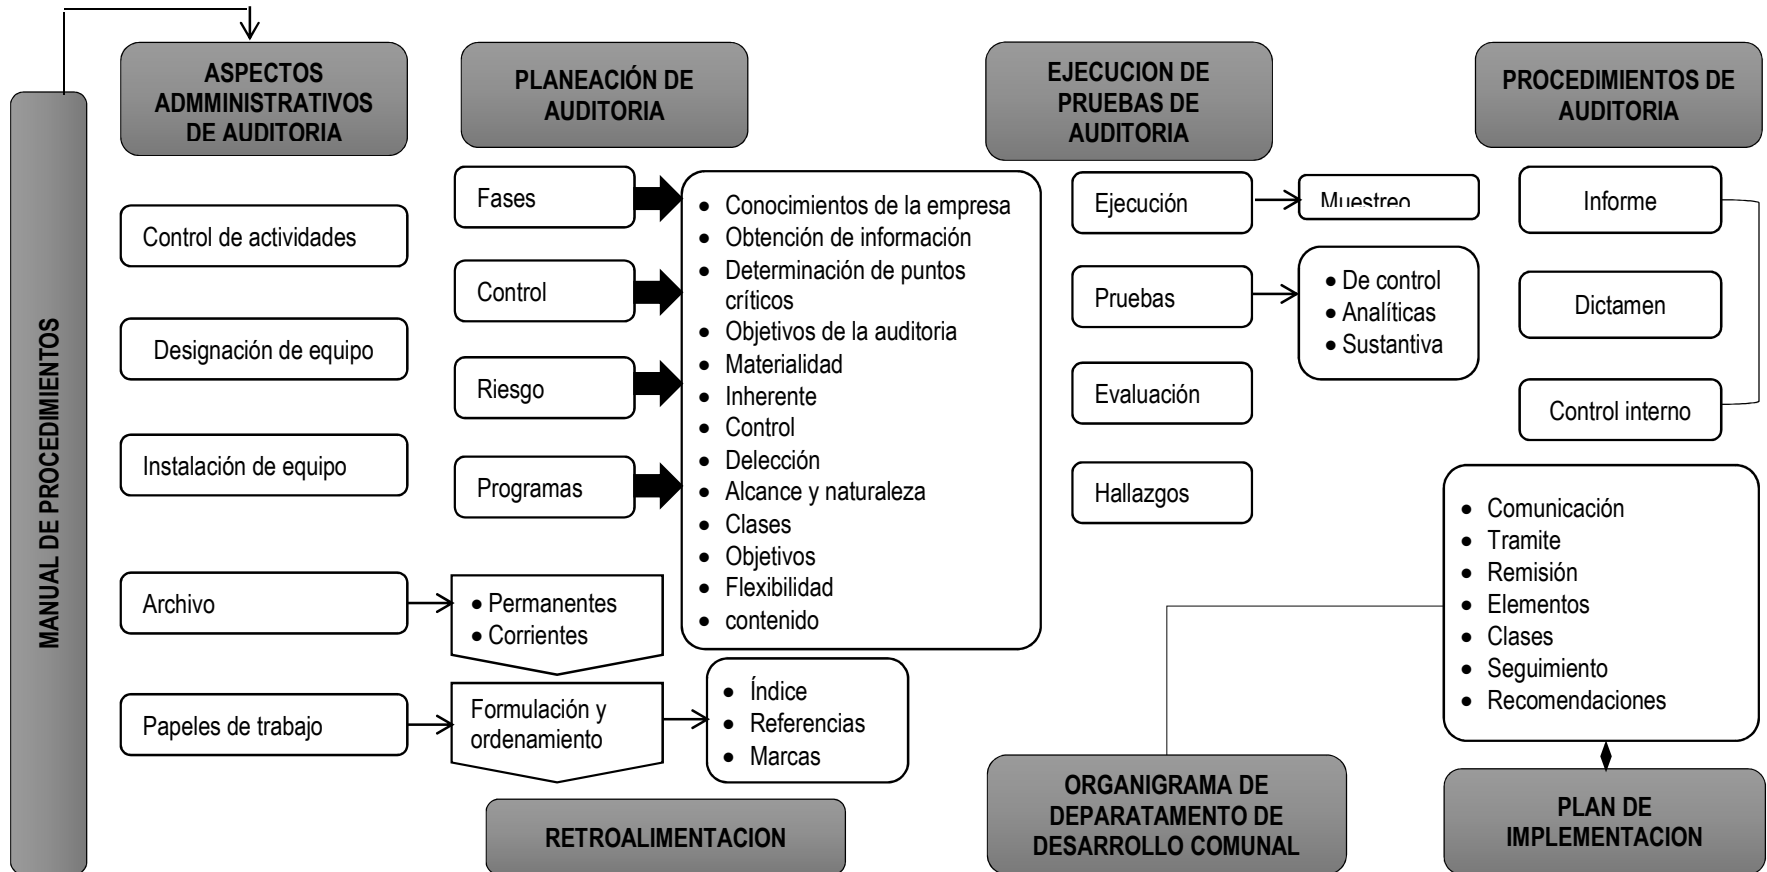 MANUAL DE PROCEDIMIENTOS
ASPECTOS
ADMMINISTRATIVOS
DE AUDITORIA
Control de actividades
Designación de equipo
Instalación de equipo
Archivo
• Permanentes
• Corrientes
Papeles de trabajo
Formulación y
ordenamiento
• Índice
• Referencias
• Marcas
PLANEACIÓN DE
AUDITORIA
Fases
Control
Riesgo
Programas
• Conocimientos de la empresa
• Obtención de información
• Determinación de puntos
críticos
• Objetivos de la auditoria
• Materialidad
• Inherente
• Control
• Delección
• Alcance y naturaleza
• Clases
• Objetivos
• Flexibilidad
• contenido
EJECUCION DE
PRUEBAS DE
AUDITORIA
Ejecución
Muestreo
Pruebas
• De control
• Analíticas
• Sustantiva
Evaluación
Hallazgos
PROCEDIMIENTOS DE
AUDITORIA
Informe
Dictamen
Control interno
• Comunicación
• Tramite
• Remisión
• Elementos
• Clases
• Seguimiento
• Recomendaciones
RETROALIMENTACION
ORGANIGRAMA DE
DEPARATAMENTO DE
DESARROLLO COMUNAL
PLAN DE
IMPLEMENTACION